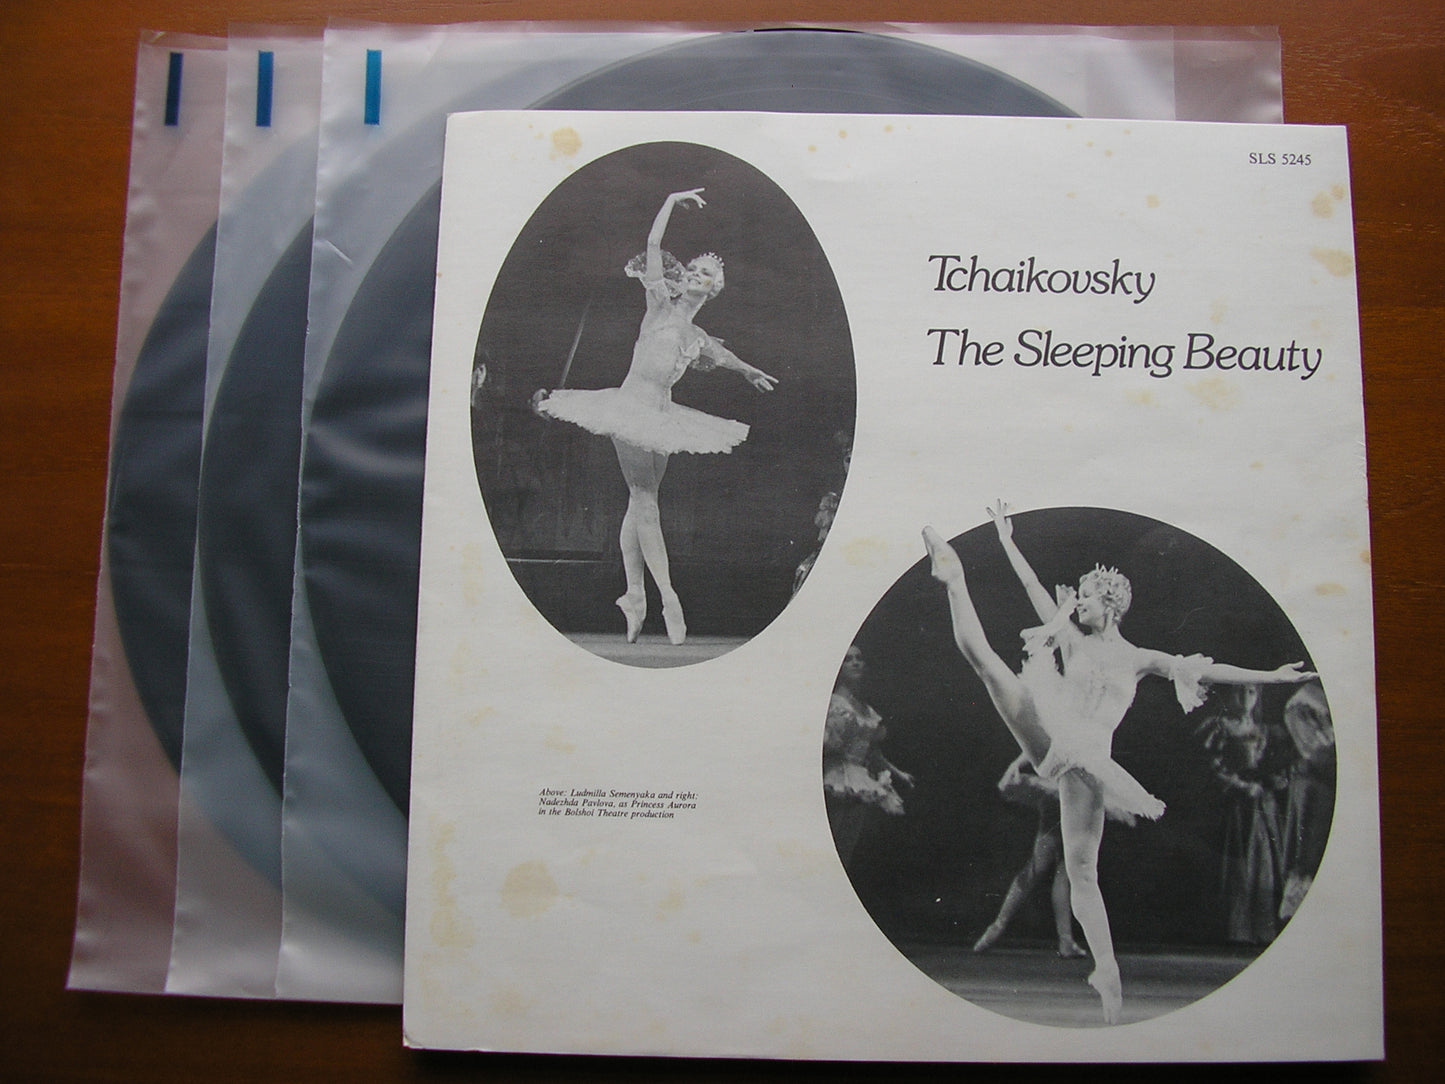 SLS 5245
Tchaikovsky
The Sleeping Beauty
Above: Ludmilla Semenyaka and right:
Nadezhda Pavlova, as Princess Aurora
in the Bolshoi Theatre production